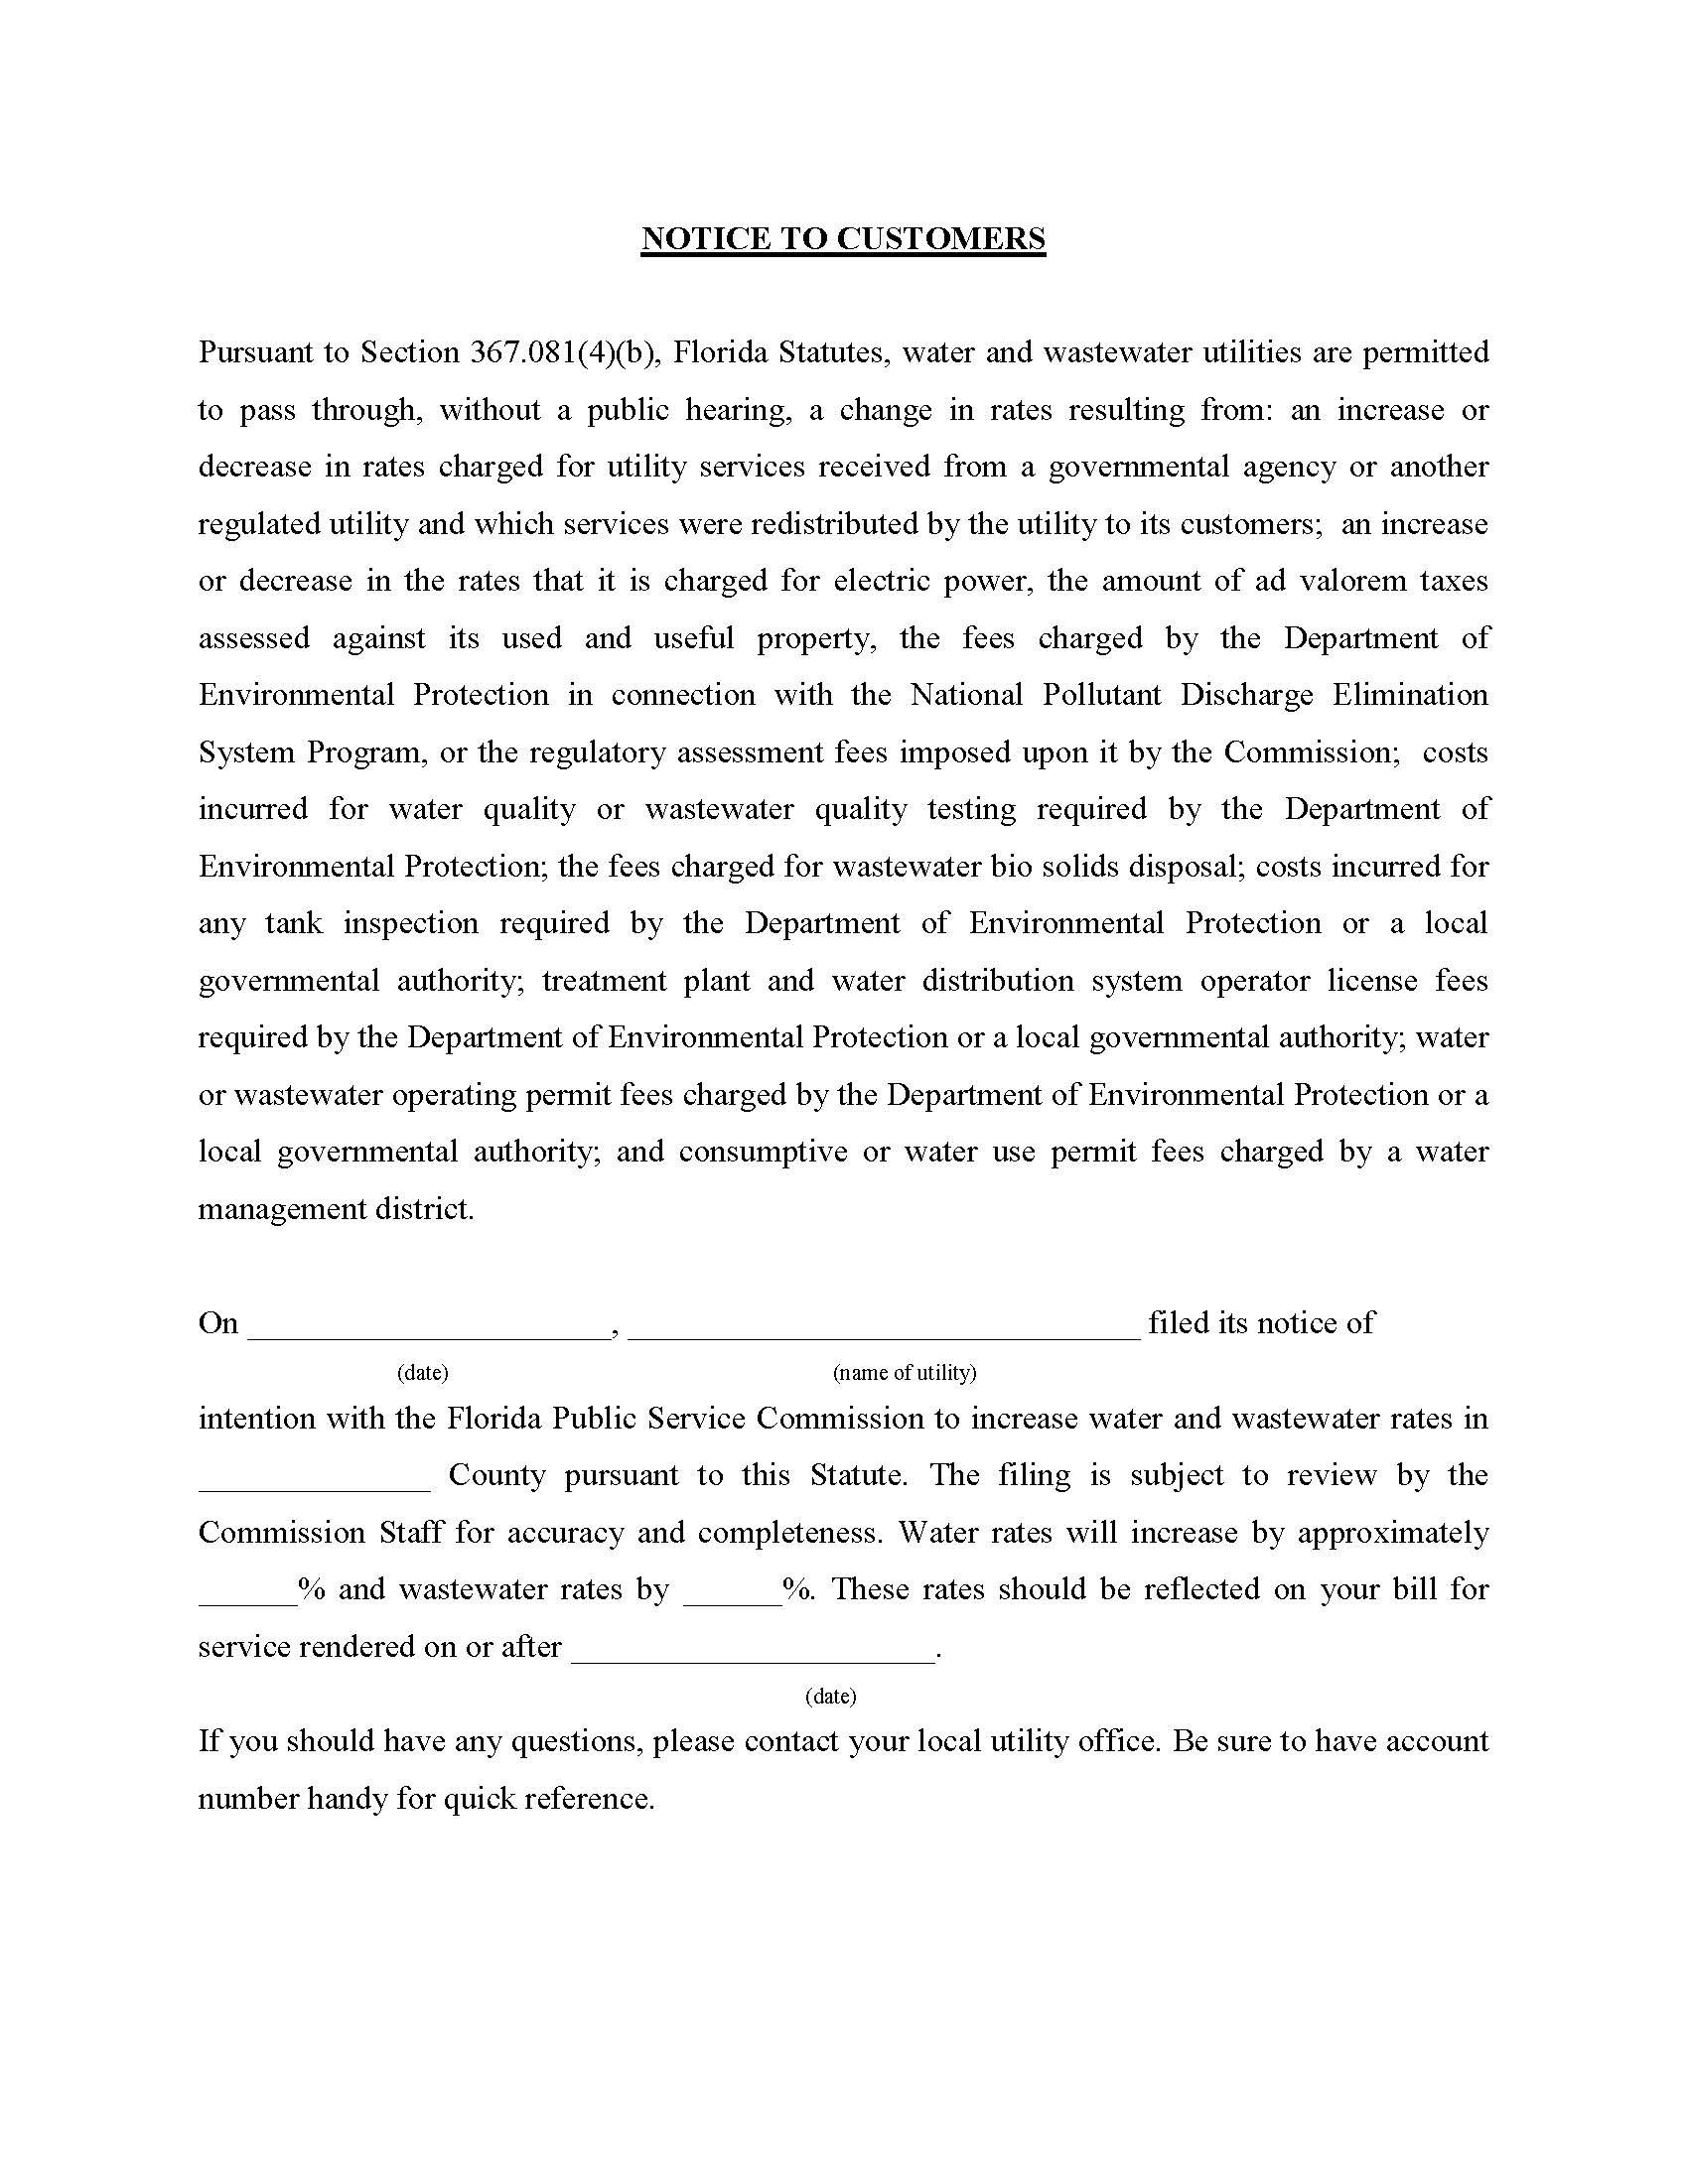 NOTICE TO CUSTOMERS
Pursuant to Section 367.081(4)(b), Florida Statutes, water and wastewater utilities are permitted
to pass through, without a public hearing, a change in rates resulting from: an increase or
decrease in rates charged for utility services received from a governmental agency or another
regulated utility and which services were redistributed by the utility to its customers;  an increase
or decrease in the rates that it is charged for electric power, the amount of ad valorem taxes
assessed against its used and useful property, the fees charged by the Department of
Environmental Protection in connection with the National Pollutant Discharge Elimination
System Program, or the regulatory assessment fees imposed upon it by the Commission;  costs
incurred for water quality or wastewater quality testing required by the Department of
Environmental Protection; the fees charged for wastewater bio solids disposal; costs incurred for
any tank inspection required by the Department of Environmental Protection or a local
governmental authority; treatment plant and water distribution system operator license fees
required by the Department of Environmental Protection or a local governmental authority; water
or wastewater operating permit fees charged by the Department of Environmental Protection or a
local governmental authority; and consumptive or water use permit fees charged by a water
management district.
On ______________________, _______________________________ filed its notice of
(date) (name of utility)
intention with the Florida Public Service Commission to increase water and wastewater rates in
______________ County pursuant to this Statute. The filing is subject to review by the
Commission Staff for accuracy and completeness. Water rates will increase by approximately
______% and wastewater rates by ______%. These rates should be reflected on your bill for
service rendered on or after ______________________.
(date)
If you should have any questions, please contact your local utility office. Be sure to have account
number handy for quick reference.